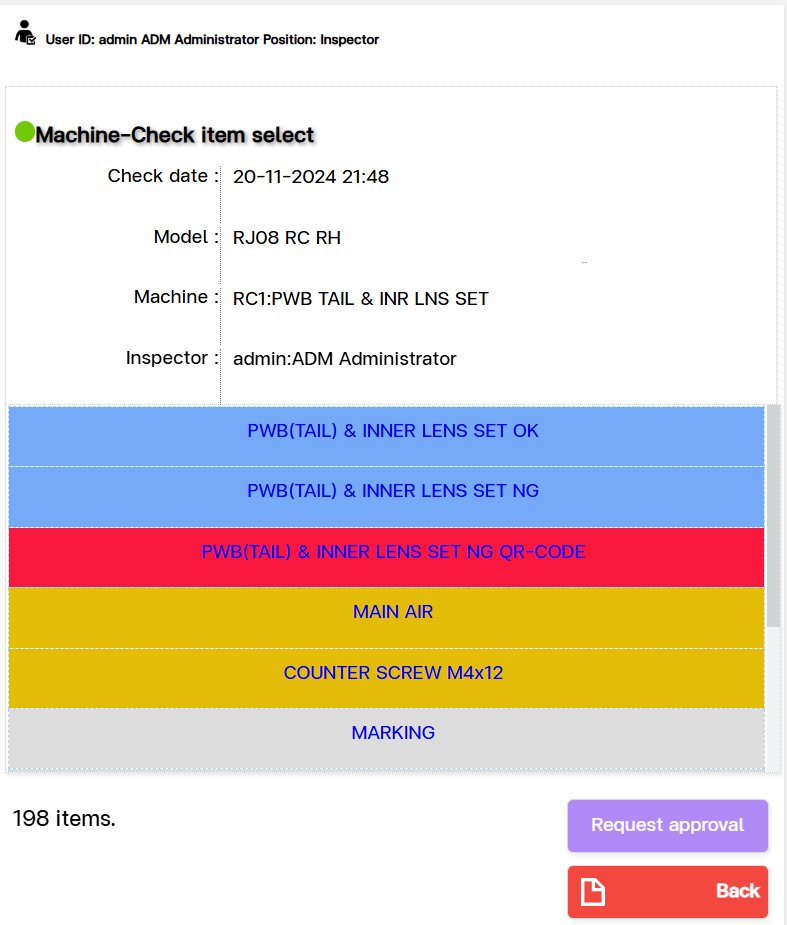 User ID: admin ADM Administrator Position: Inspector
Machine-Check item select
Check date : 20-11-2024 21:48
Model : RJ08 RC RH
Machine : RC1:PWB TAIL & INR LNS SET
Inspector : admin:ADM Administrator
PWB(TAIL) & INNER LENS SET OK
PWB(TAIL) & INNER LENS SET NG
PWB(TAIL) & INNER LENS SET NG QR-CODE
MAIN AIR
COUNTER SCREW M4x12
MARKING
198 items.
Request approval
Back